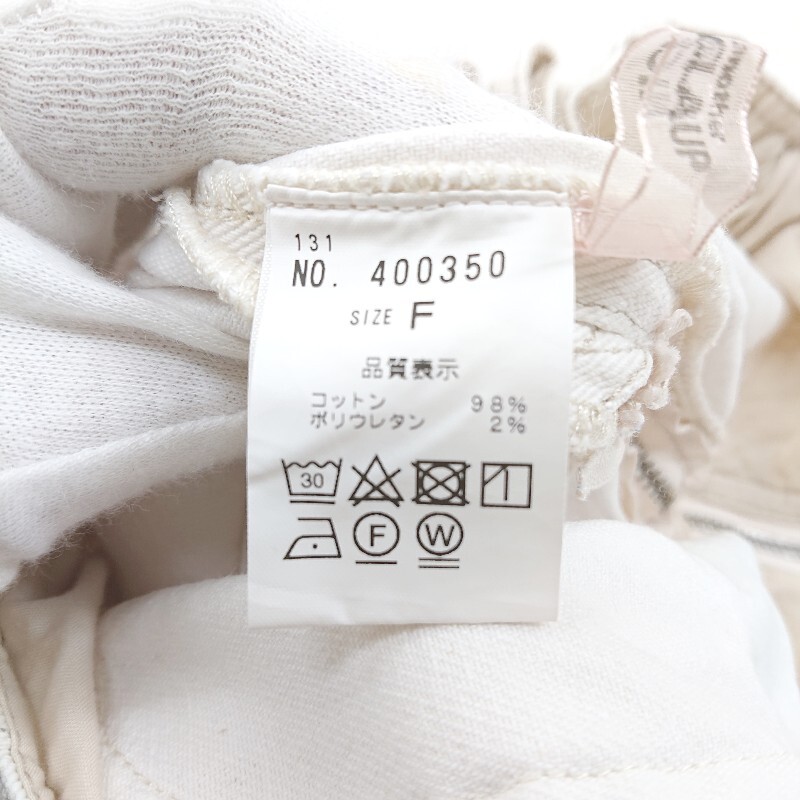 131
NO. 400350
SIZE F
品質表示
コットン 98%
ポリウレタン 2%
30
F W